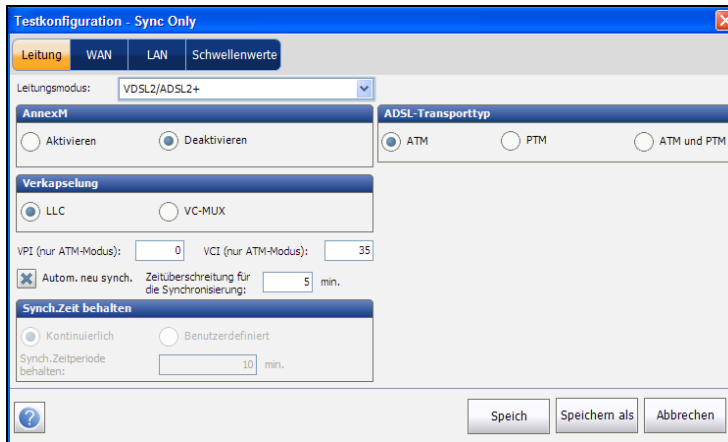 Testkonfiguration - Sync Only
Leitung WAN LAN Schwellenwerte
Leitungsmodus: VDSL2/ADSL2+
AnnexM
Aktivieren Deaktivieren
ADSL-Transporttyp
ATM PTM ATM und PTM
Verkapselung
LLC VC-MUX
VPI (nur ATM-Modus): 0 VCI (nur ATM-Modus): 35
Autom. neu synch.
Zeitüberschreitung für
die Synchronisierung: 5 min.
Synch.Zeit behalten
Kontinuierlich Benutzerdefiniert
Synch.Zeitperiode
behalten: 10 min.
? Speich Speichern als Abbrechen